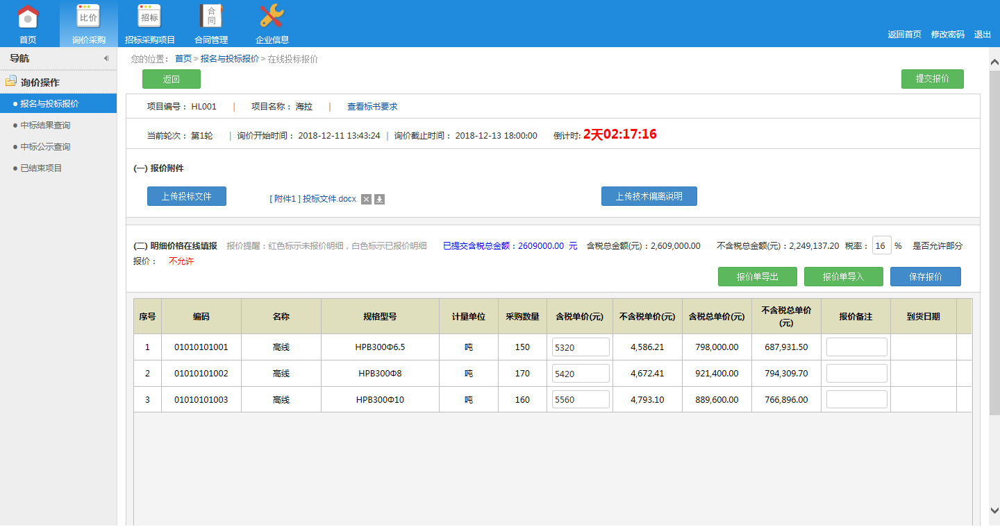 比价
招标
合同
首页
询价采购
招标采购项目
合同管理
企业信息
返回首页 修改密码 退出
导航
询价操作
报名与投标报价
中标结果查询
中标公示查询
已结束项目
您的位置： 首页 > 报名与投标报价 > 在线投标报价
返回
提交报价
项目编号： HL001 | 项目名称： 海拉 | 查看标书要求
当前轮次： 第1轮 | 询价开始时间： 2018-12-11 13:43:24 | 询价截止时间： 2018-12-13 18:00:00 倒计时: 2天02:17:16
(一) 报价附件
上传投标文件
[ 附件1 ] 投标文件.docx
上传技术偏离说明
(二) 明细价格在线填报 报价提醒：红色标示未报价明细，白色标示已报价明细 已提交含税总金额：2609000.00 元 含税总金额(元)：2,609,000.00 不含税总金额(元)：2,249,137.20 税率： 16 % 是否允许部分
报价： 不允许
报价单导出 报价单导入 保存报价
序号 编码 名称 规格型号 计量单位 采购数量 含税单价(元) 不含税单价(元) 含税总价(元) 不含税总单价(元) 报价备注 到货日期
1 01010101001 高线 HPB300Φ6.5 吨 150 5320 4,586.21 798,000.00 687,931.50
2 01010101002 高线 HPB300Φ8 吨 170 5420 4,672.41 921,400.00 794,309.70
3 01010101003 高线 HPB300Φ10 吨 160 5560 4,793.10 889,600.00 766,896.00